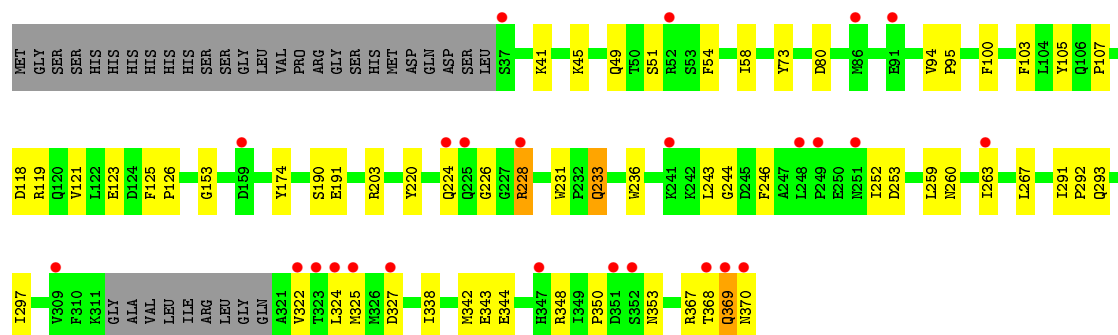 MET GLY SER SER HIS HIS HIS HIS HIS HIS SER SER GLY LEU VAL PRO ARG GLY SER HIS MET ASP GLN ASP SER LEU S37 K41 K45 Q49 T50 S51 R52 S53 F54 I58 Y73 D80 M86 E91 V94 P95 F100 F103 L104 Y105 Q106 P107
D118 R119 Q120 V121 L122 E123 D124 F125 P126 G153 D159 Y174 S190 E191 R203 Y220 Q224 Q225 G226 G227 R228 W231 P232 Q233 W236 K241 K242 L243 G244 D245 F246 A247 L248 P249 E250 N251 I252 D253 L259 N260 I263 L267 I291 P292 Q293
I297 V309 F310 K311 GLY ALA VAL LEU ILE ARG LEU GLY GLN A321 V322 T323 L324 M325 M326 D327 I338 M342 E343 E344 H347 R348 I349 P350 D351 S352 N353 R367 T368 Q369 N370